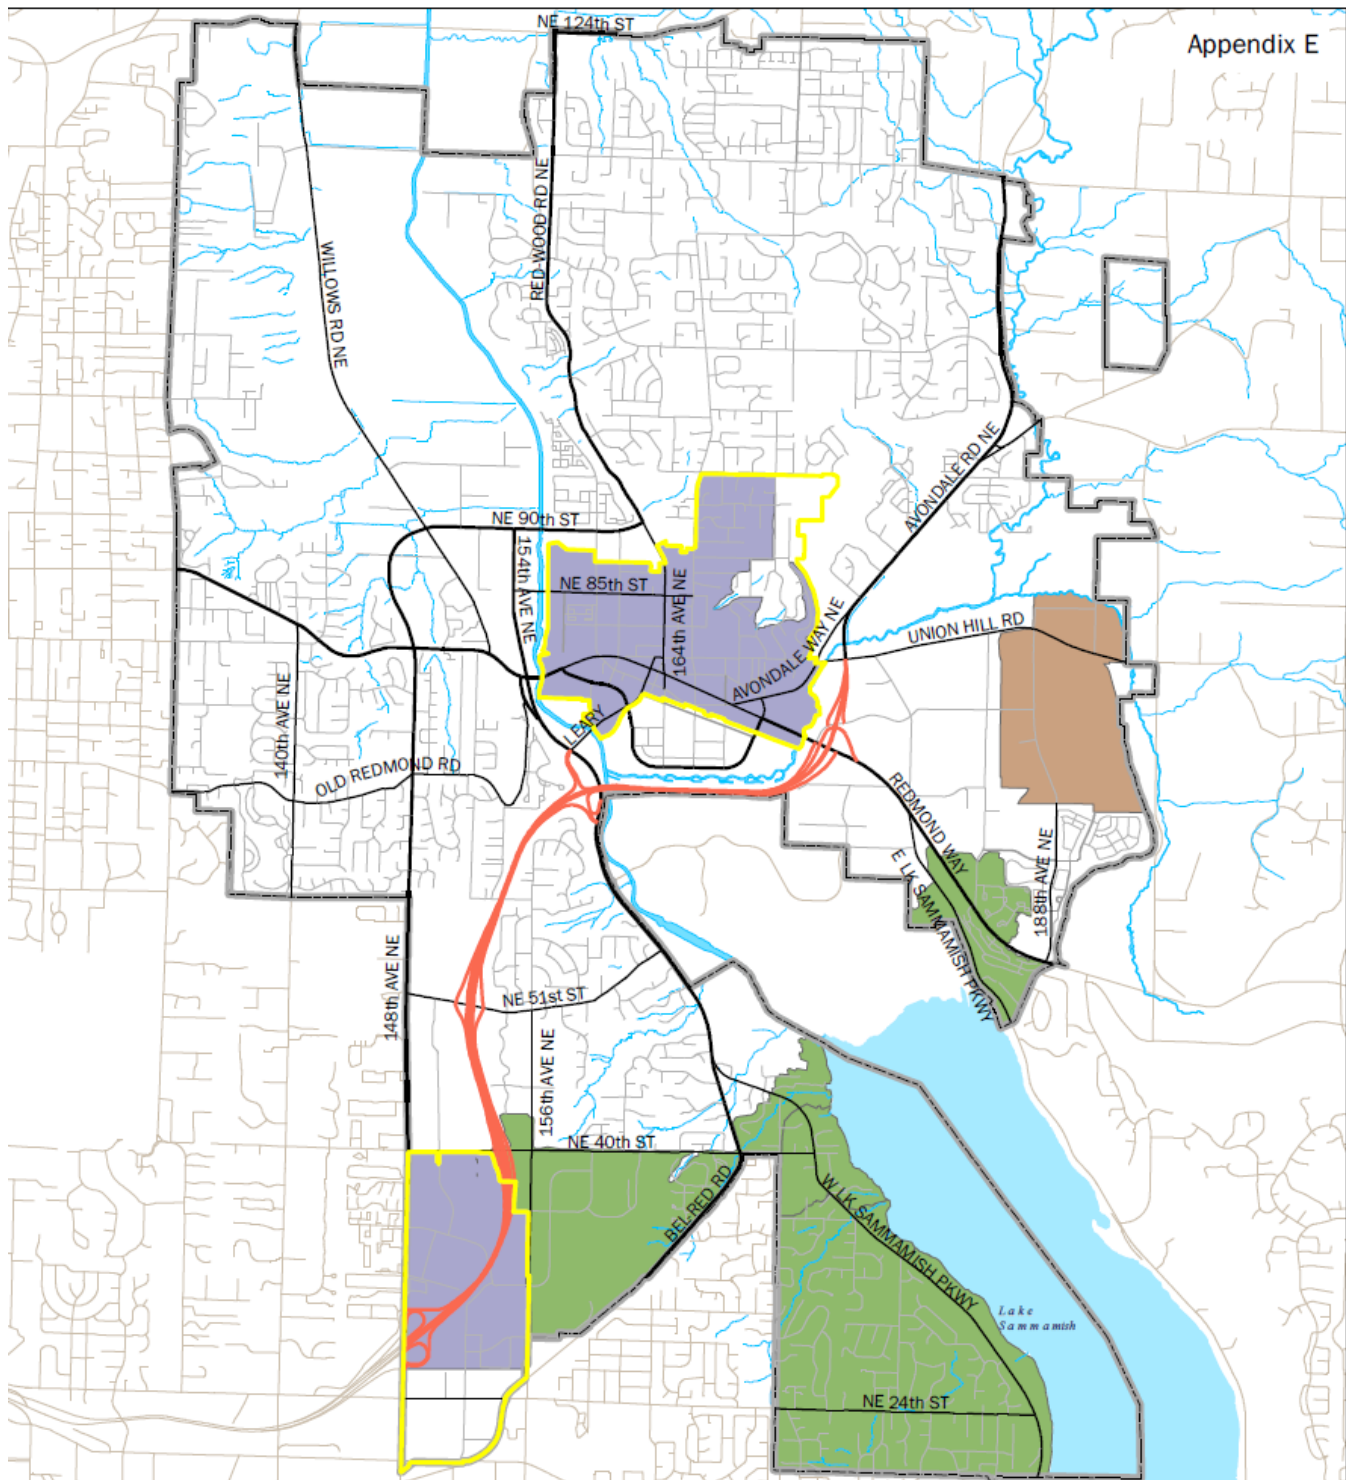 NE 124th ST
Appendix E
RED-WOOD RD NE
WILLOWS RD NE
AVONDALE RD NE
NE 90th ST
154th AVE NE
NE 85th ST
164th AVE NE
AVONDALE WAY NE
UNION HILL RD
LEARY
140th AVE NE
OLD REDMOND RD
REDMOND WAY
E LK SAMMAMISH PKWY
188th AVE NE
148th AVE NE
NE 51st ST
156th AVE NE
NE 40th ST
BEL-RED RD
W LK SAMMAMISH PKWY
Lake
Sammamish
NE 24th ST